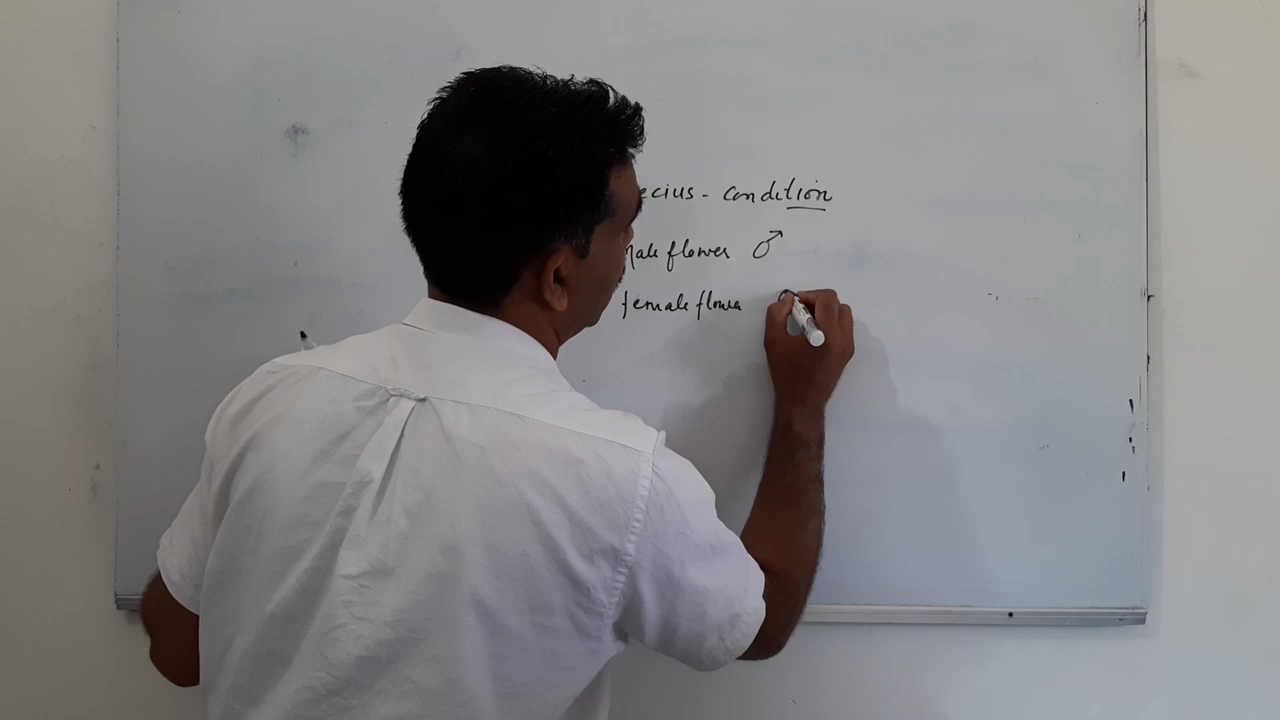 ecius - condition
male flower ♂
female flower